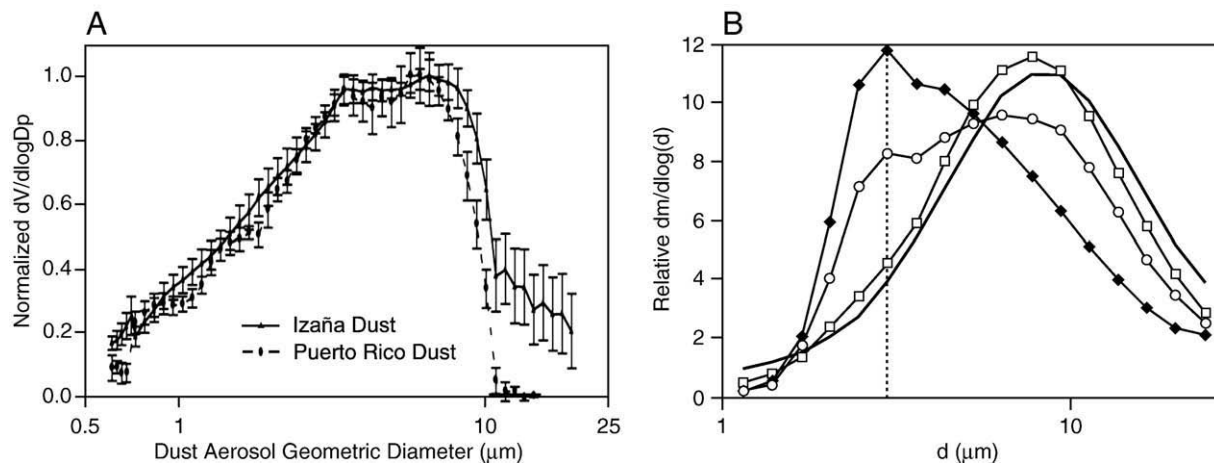 A
B
Normalized dV/dlogDp
1.0
0.8
0.6
0.4
0.2
0.0
Izaña Dust
Puerto Rico Dust
0.5
1
10
25
Dust Aerosol Geometric Diameter (μm)
Relative dm/dlog(d)
12
10
8
6
4
2
0
1
10
d (μm)